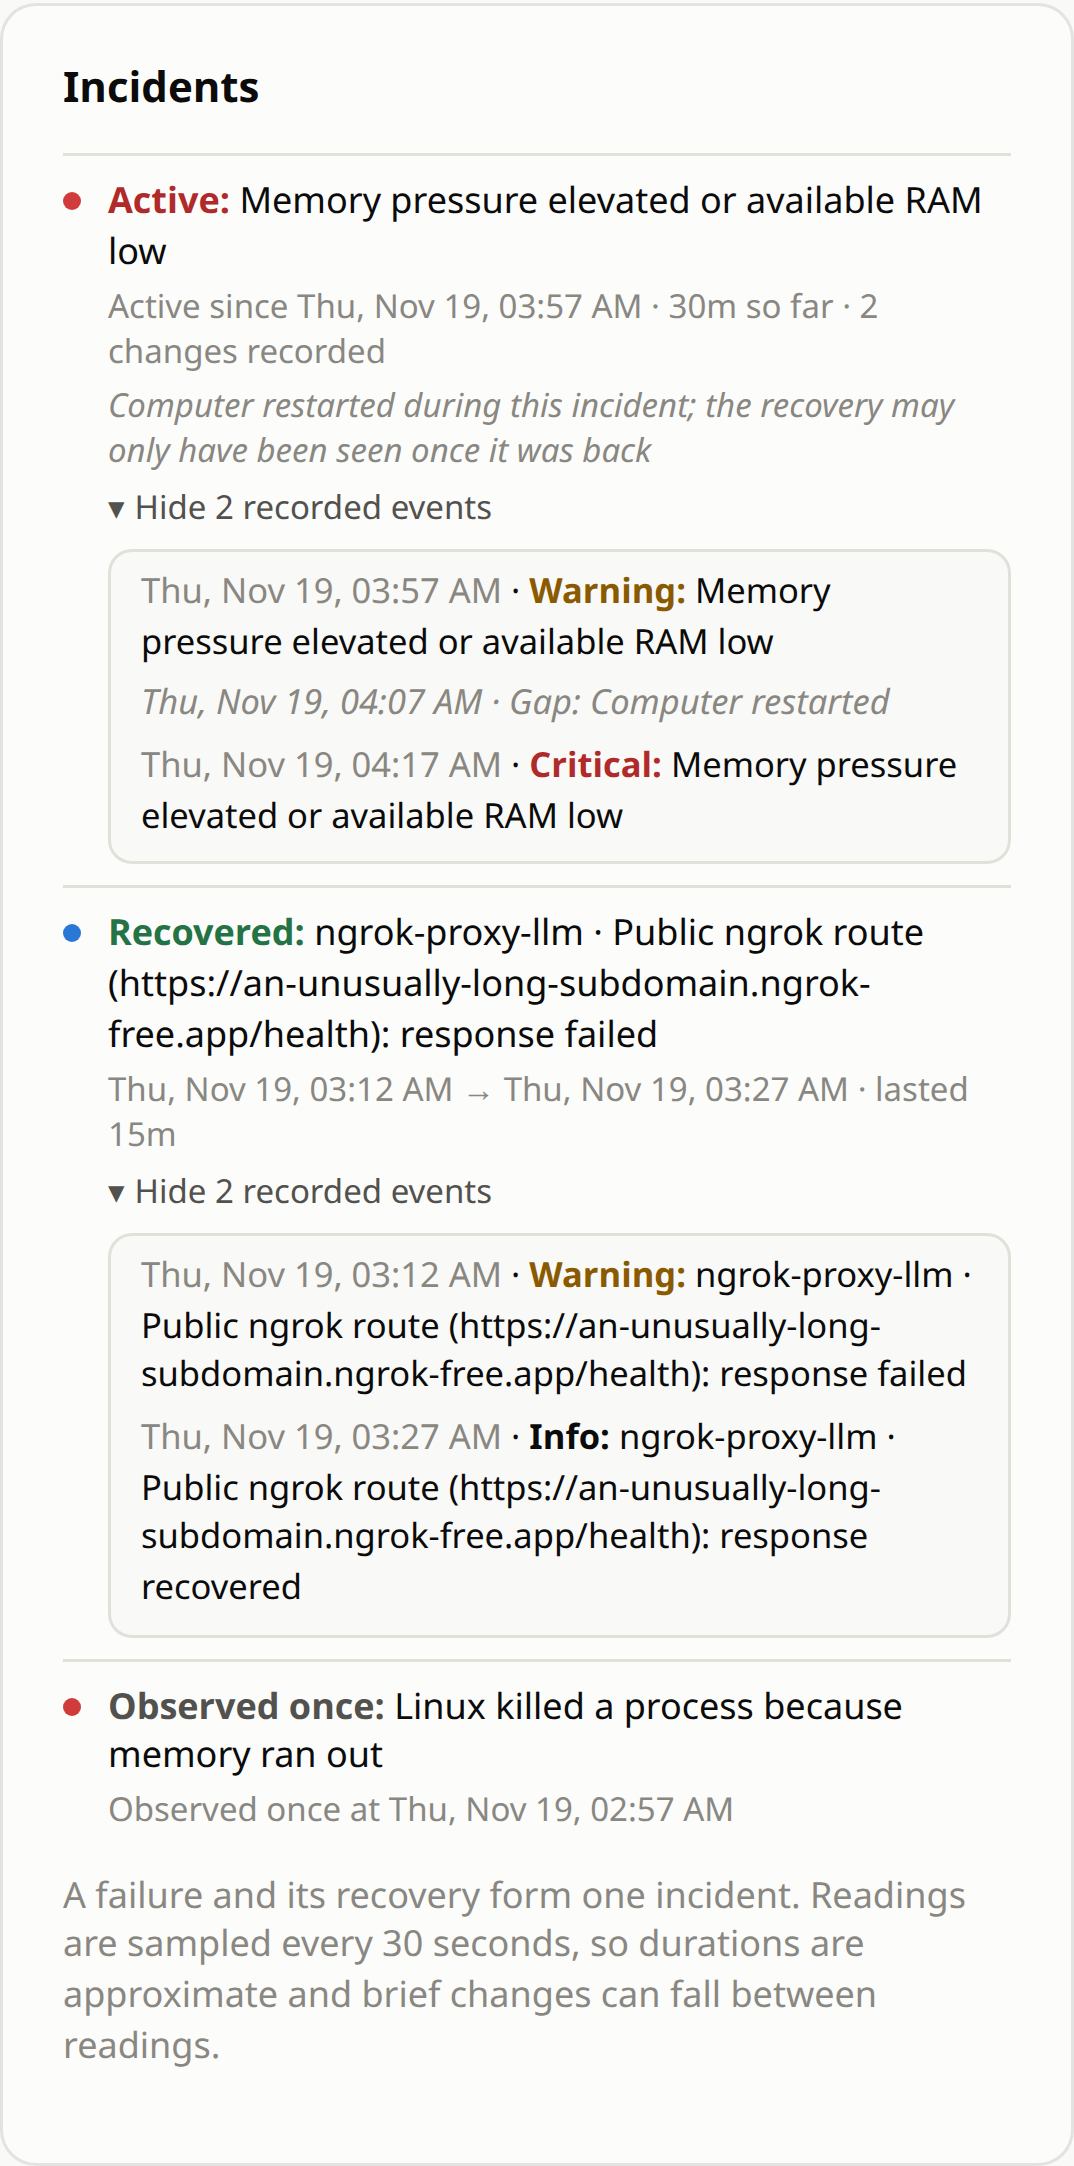 Incidents
Active: Memory pressure elevated or available RAM
low
Active since Thu, Nov 19, 03:57 AM · 30m so far · 2
changes recorded
Computer restarted during this incident; the recovery may
only have been seen once it was back
▾ Hide 2 recorded events
Thu, Nov 19, 03:57 AM · Warning: Memory
pressure elevated or available RAM low
Thu, Nov 19, 04:07 AM · Gap: Computer restarted
Thu, Nov 19, 04:17 AM · Critical: Memory pressure
elevated or available RAM low
Recovered: ngrok-proxy-llm · Public ngrok route
(https://an-unusually-long-subdomain.ngrok-
free.app/health): response failed
Thu, Nov 19, 03:12 AM → Thu, Nov 19, 03:27 AM · lasted
15m
▾ Hide 2 recorded events
Thu, Nov 19, 03:12 AM · Warning: ngrok-proxy-llm ·
Public ngrok route (https://an-unusually-long-
subdomain.ngrok-free.app/health): response failed
Thu, Nov 19, 03:27 AM · Info: ngrok-proxy-llm ·
Public ngrok route (https://an-unusually-long-
subdomain.ngrok-free.app/health): response
recovered
Observed once: Linux killed a process because
memory ran out
Observed once at Thu, Nov 19, 02:57 AM
A failure and its recovery form one incident. Readings
are sampled every 30 seconds, so durations are
approximate and brief changes can fall between
readings.